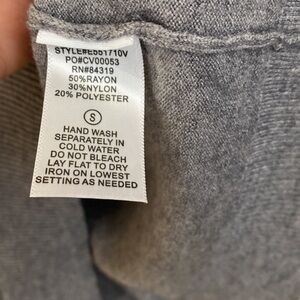 STYLE#E551710V
PO#CV00053
RN#84319
50%RAYON
30%NYLON
20% POLYESTER
S
HAND WASH
SEPARATELY IN
COLD WATER
DO NOT BLEACH
LAY FLAT TO DRY
IRON ON LOWEST
SETTING AS NEEDED